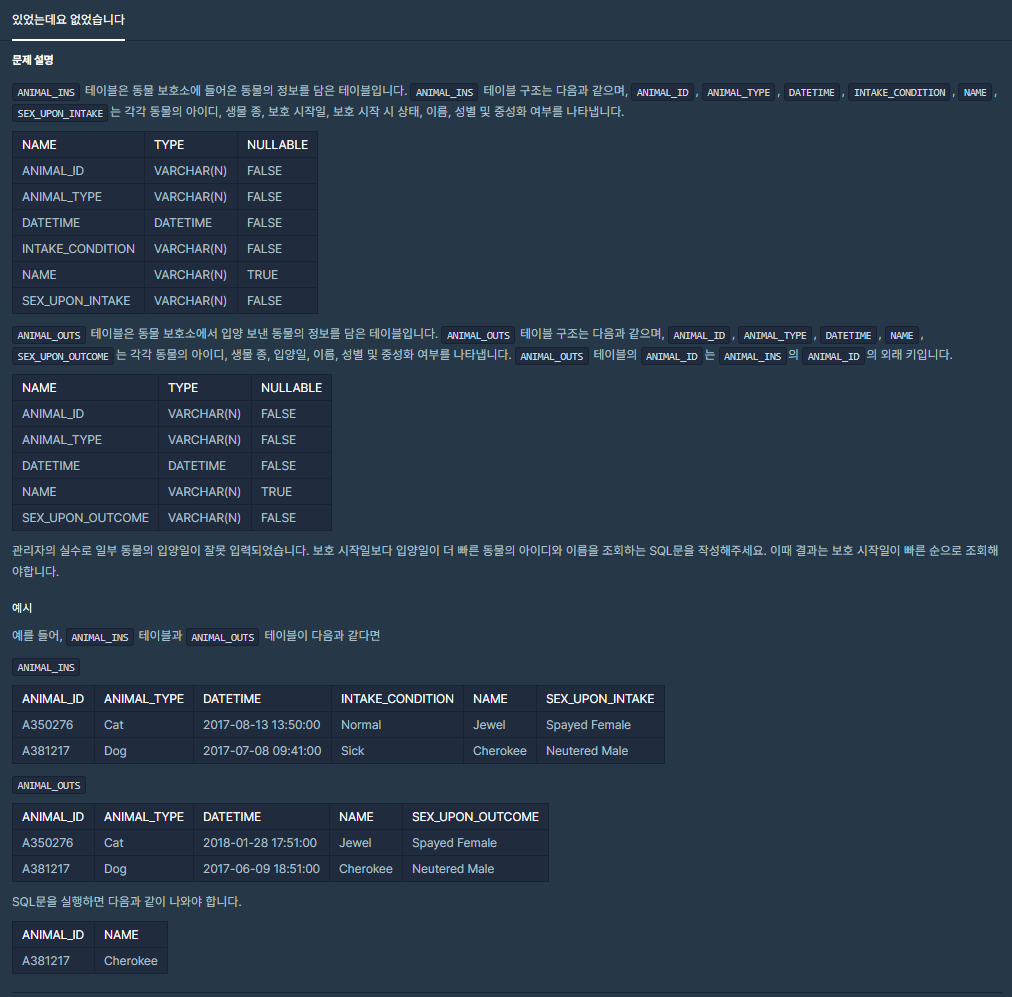 있었는데요 없었습니다
문제 설명
ANIMAL_INS 테이블은 동물 보호소에 들어온 동물의 정보를 담은 테이블입니다. ANIMAL_INS 테이블 구조는 다음과 같으며, ANIMAL_ID , ANIMAL_TYPE , DATETIME , INTAKE_CONDITION , NAME ,
SEX_UPON_INTAKE 는 각각 동물의 아이디, 생물 종, 보호 시작일, 보호 시작 시 상태, 이름, 성별 및 중성화 여부를 나타냅니다.
NAME TYPE NULLABLE
ANIMAL_ID VARCHAR(N) FALSE
ANIMAL_TYPE VARCHAR(N) FALSE
DATETIME DATETIME FALSE
INTAKE_CONDITION VARCHAR(N) FALSE
NAME VARCHAR(N) TRUE
SEX_UPON_INTAKE VARCHAR(N) FALSE
ANIMAL_OUTS 테이블은 동물 보호소에서 입양 보낸 동물의 정보를 담은 테이블입니다. ANIMAL_OUTS 테이블 구조는 다음과 같으며, ANIMAL_ID , ANIMAL_TYPE , DATETIME , NAME ,
SEX_UPON_OUTCOME 는 각각 동물의 아이디, 생물 종, 입양일, 이름, 성별 및 중성화 여부를 나타냅니다. ANIMAL_OUTS 테이블의 ANIMAL_ID 는 ANIMAL_INS 의 ANIMAL_ID 의 외래 키입니다.
NAME TYPE NULLABLE
ANIMAL_ID VARCHAR(N) FALSE
ANIMAL_TYPE VARCHAR(N) FALSE
DATETIME DATETIME FALSE
NAME VARCHAR(N) TRUE
SEX_UPON_OUTCOME VARCHAR(N) FALSE
관리자의 실수로 일부 동물의 입양일이 잘못 입력되었습니다. 보호 시작일보다 입양일이 더 빠른 동물의 아이디와 이름을 조회하는 SQL문을 작성해주세요. 이때 결과는 보호 시작일이 빠른 순으로 조회해
야합니다.
예시
예를 들어, ANIMAL_INS 테이블과 ANIMAL_OUTS 테이블이 다음과 같다면
ANIMAL_INS
ANIMAL_ID ANIMAL_TYPE DATETIME INTAKE_CONDITION NAME SEX_UPON_INTAKE
A350276 Cat 2017-08-13 13:50:00 Normal Jewel Spayed Female
A381217 Dog 2017-07-08 09:41:00 Sick Cherokee Neutered Male
ANIMAL_OUTS
ANIMAL_ID ANIMAL_TYPE DATETIME NAME SEX_UPON_OUTCOME
A350276 Cat 2018-01-28 17:51:00 Jewel Spayed Female
A381217 Dog 2017-06-09 18:51:00 Cherokee Neutered Male
SQL문을 실행하면 다음과 같이 나와야 합니다.
ANIMAL_ID NAME
A381217 Cherokee